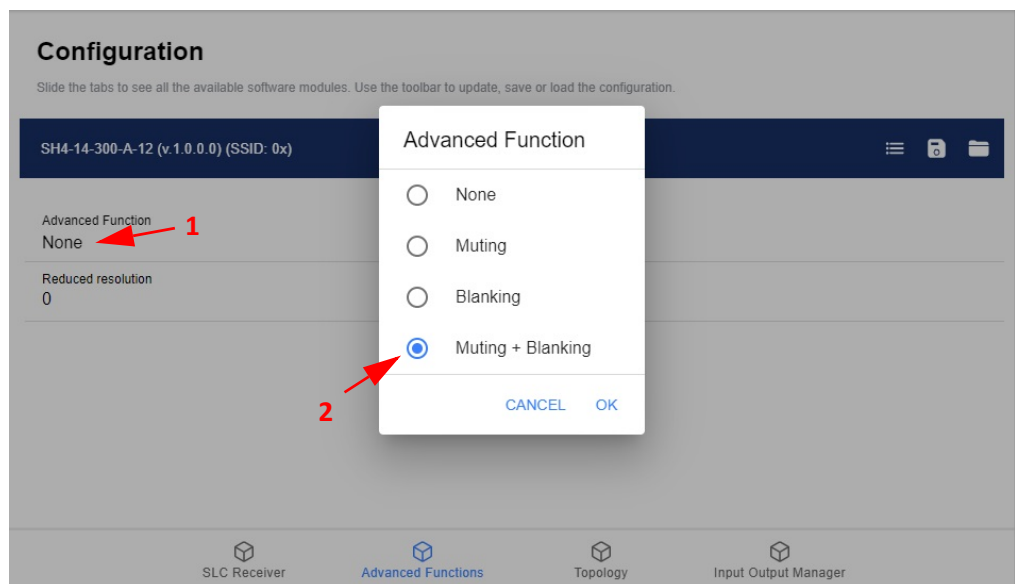 Configuration
Slide the tabs to see all the available software modules. Use the toolbar to update, save or load the configuration.
SH4-14-300-A-12 (v.1.0.0.0) (SSID: 0x)
Advanced Function
None
1
Reduced resolution
0
Advanced Function
None
Muting
Blanking
Muting + Blanking
2
CANCEL OK
SLC Receiver
Advanced Functions
Topology
Input Output Manager